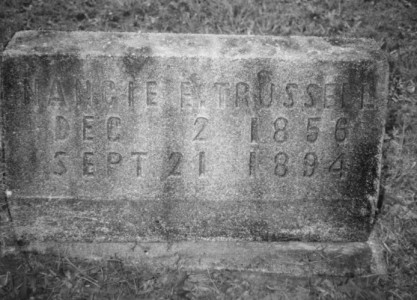 NANCIE E. TRUSSELL
DEC 2 1856
SEPT 21 1894